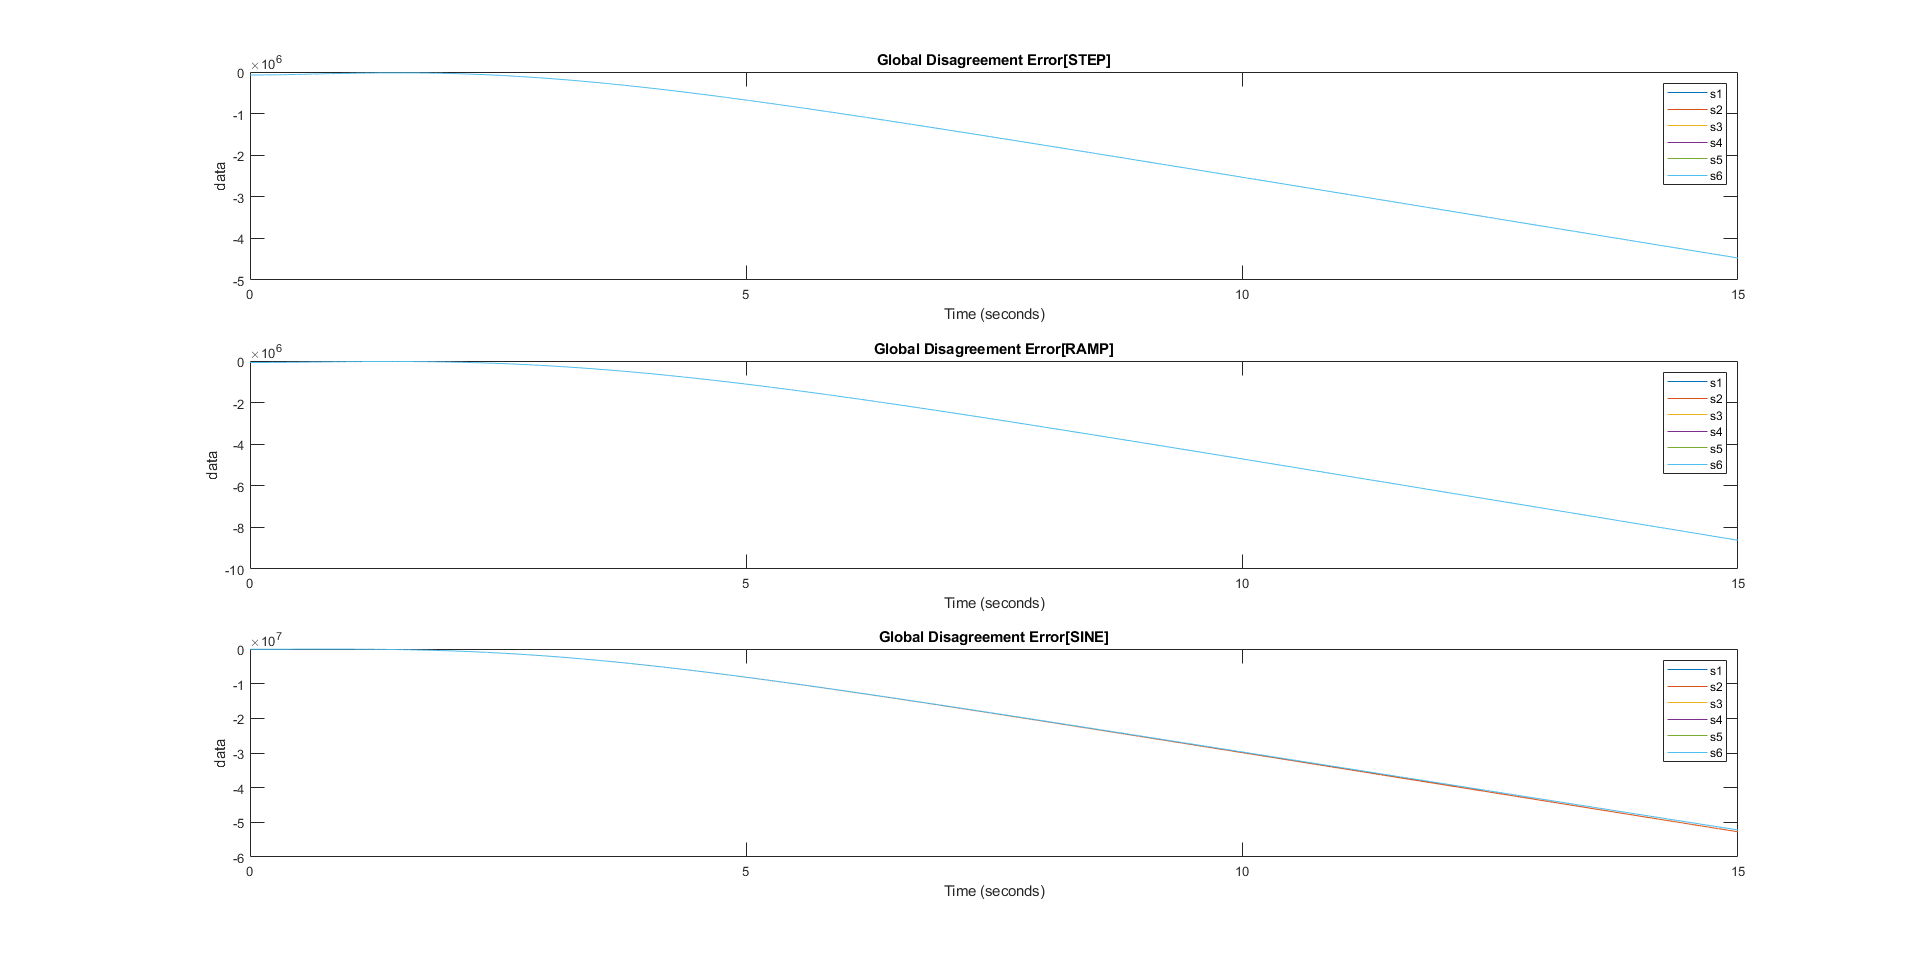 Global Disagreement Error[STEP]
×10^6
0
-1
-2
-3
-4
-5
data
0 5 10 15
Time (seconds)
s1
s2
s3
s4
s5
s6
Global Disagreement Error[RAMP]
×10^6
0
-2
-4
-6
-8
-10
data
0 5 10 15
Time (seconds)
s1
s2
s3
s4
s5
s6
Global Disagreement Error[SINE]
×10^7
0
-1
-2
-3
-4
-5
-6
data
0 5 10 15
Time (seconds)
s1
s2
s3
s4
s5
s6